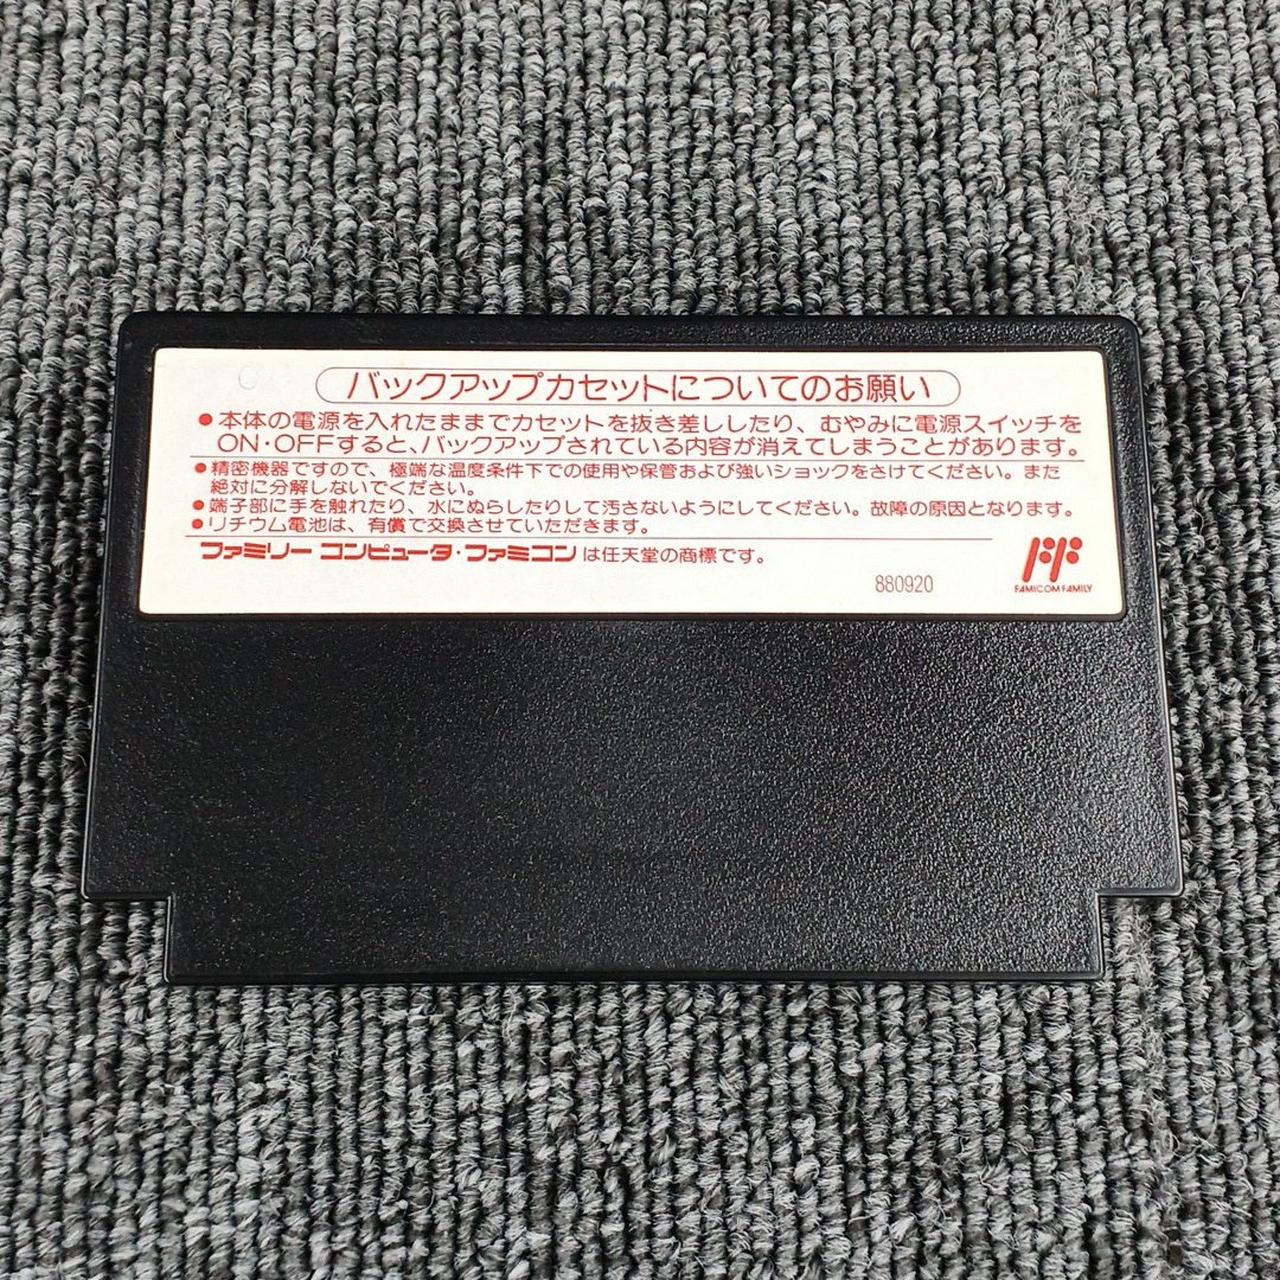 バックアップカセットについてのお願い
●本体の電源を入れたままでカセットを抜き差ししたり、むやみに電源スイッチを
ON・OFFすると、バックアップされている内容が消えてしまうことがあります。
●精密機器ですので、極端な温度条件下での使用や保管および強いショックをさけてください。また
絶対に分解しないでください。
●端子部に手を触れたり、水にぬらしたりして汚さないようにしてください。故障の原因となります。
●リチウム電池は、有償で交換させていただきます。
ファミリーコンピュータ・ファミコンは任天堂の商標です。
880920
FAMICOM FAMILY